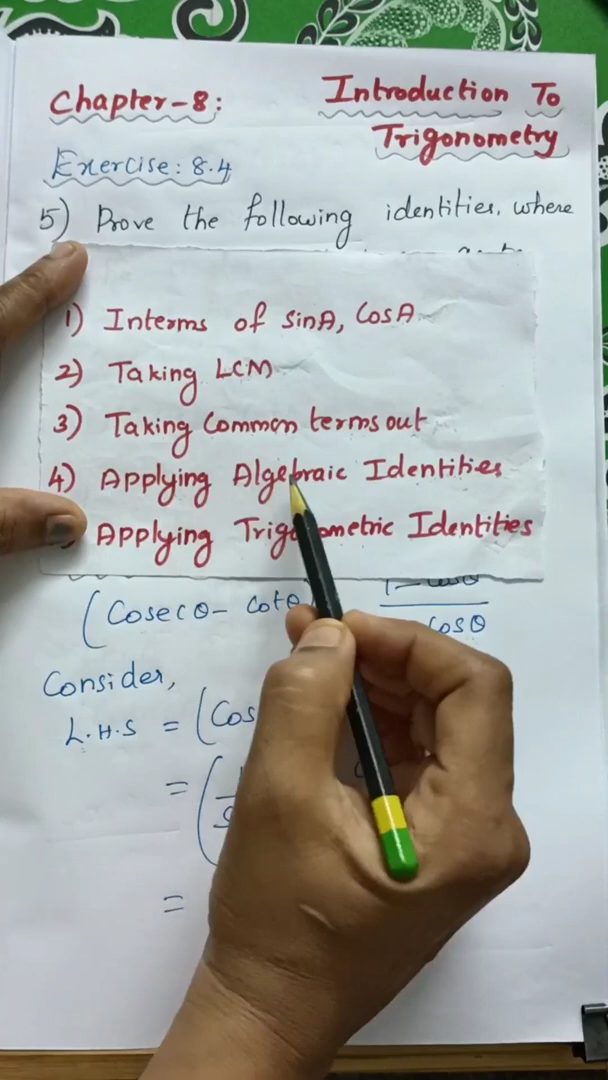 Chapter-8: Introduction To
Trigonometry
Exercise: 8.4
5) Prove the following identities, where
1) Interms of sinA, CosA
2) Taking LCM
3) Taking Common terms out
4) Applying Algebraic Identities
Applying Trigonometric Identities
(Cosecθ- cotθ
1- cosθ
cosθ
Consider,
L.H.S = (Cos
= (
=